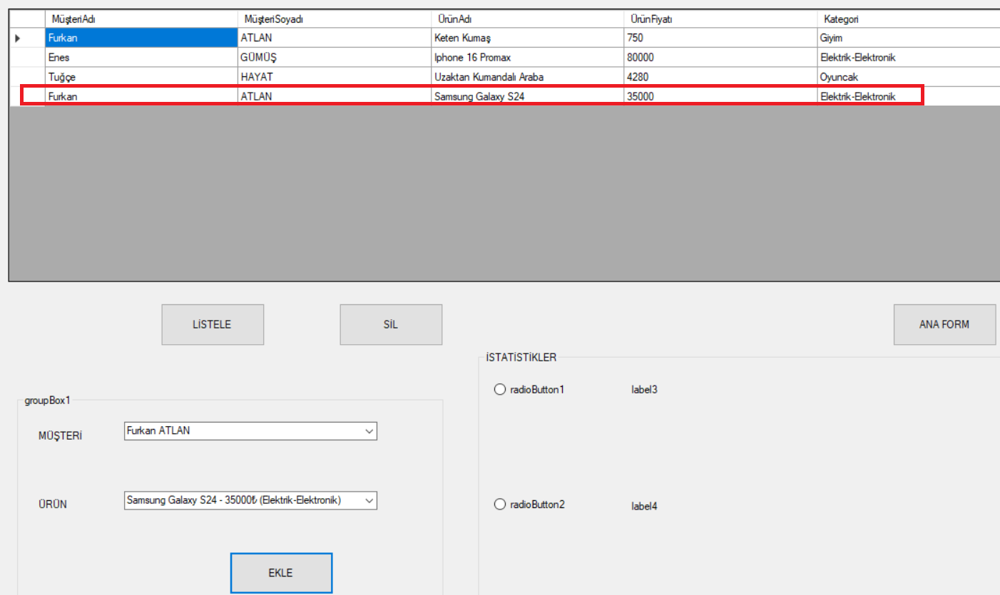 MüşteriAdı MüşteriSoyadı ÜrünAdı ÜrünFiyatı Kategori
Furkan ATLAN Keten Kumaş 750 Giyim
Enes GÜMÜŞ Iphone 16 Promax 80000 Elektrik-Elektronik
Tuğçe HAYAT Uzaktan Kumandalı Araba 4280 Oyuncak
Furkan ATLAN Samsung Galaxy S24 35000 Elektrik-Elektronik
LİSTELE SİL ANA FORM
İSTATİSTİKLER
radioButton1 label3
groupBox1
MÜŞTERİ Furkan ATLAN
ÜRÜN Samsung Galaxy S24 - 35000₺ (Elektrik-Elektronik)
radioButton2 label4
EKLE